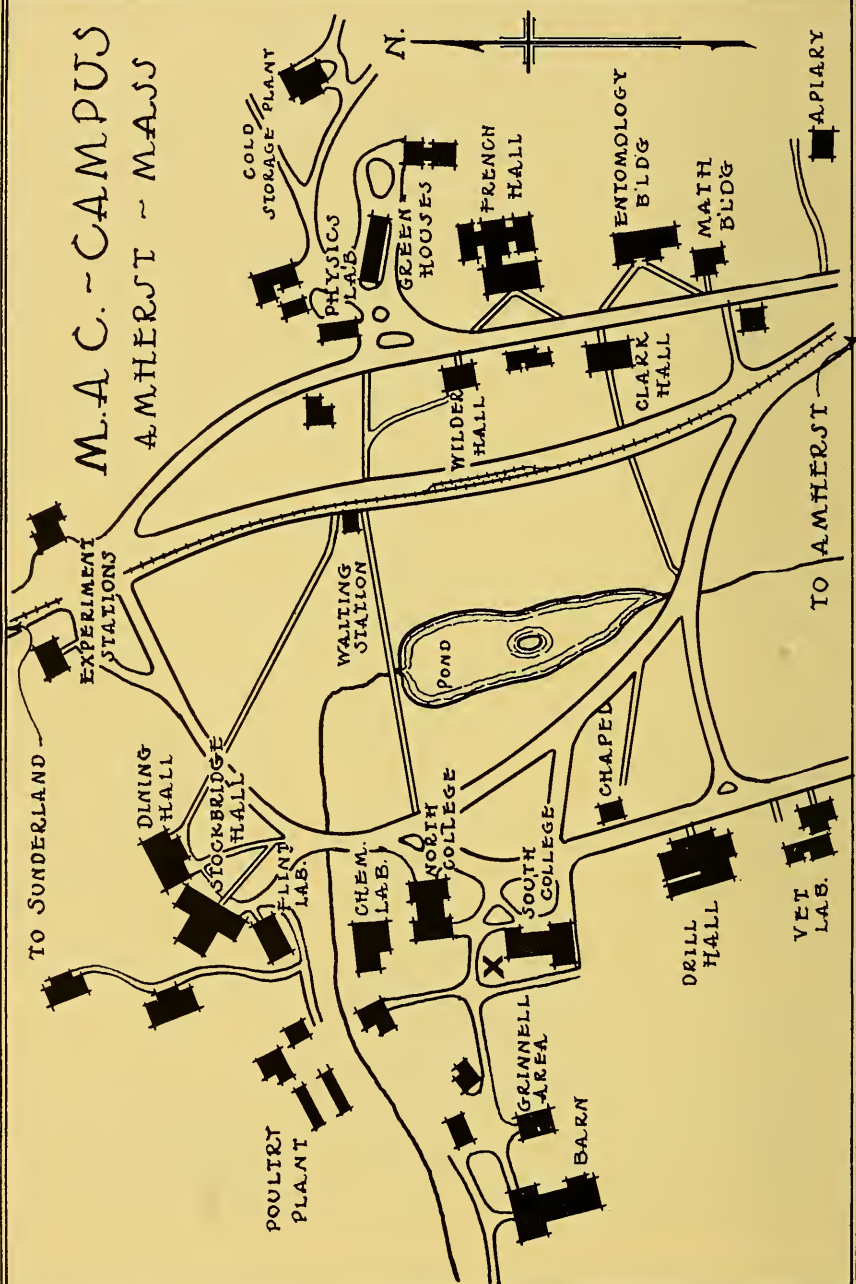 M.A C. ~ CAMPUS
AMHERST ~ MASS
N.
TO SUNDERLAND
EXPERIMENT
STATIONS
COLD
STORAGE PLANT
PHYSICS
LAB.
GREEN
HOUSES
FRENCH
HALL
ENTOMOLOGY
B'LD'G
MATH
B'LD'G
APIARY
DINING
HALL
STOCKBRIDGE
HALL
FLINT
LAB.
WAITING
STATION
WILDER
HALL
CLARK
HALL
POND
TO AMHERST
CHEM.
LAB.
NORTH
COLLEGE
SOUTH
COLLEGE
CHAPEL
X
POULTRY
PLANT
GRINNELL
AREA
BARN
DRILL
HALL
VET
LAB.